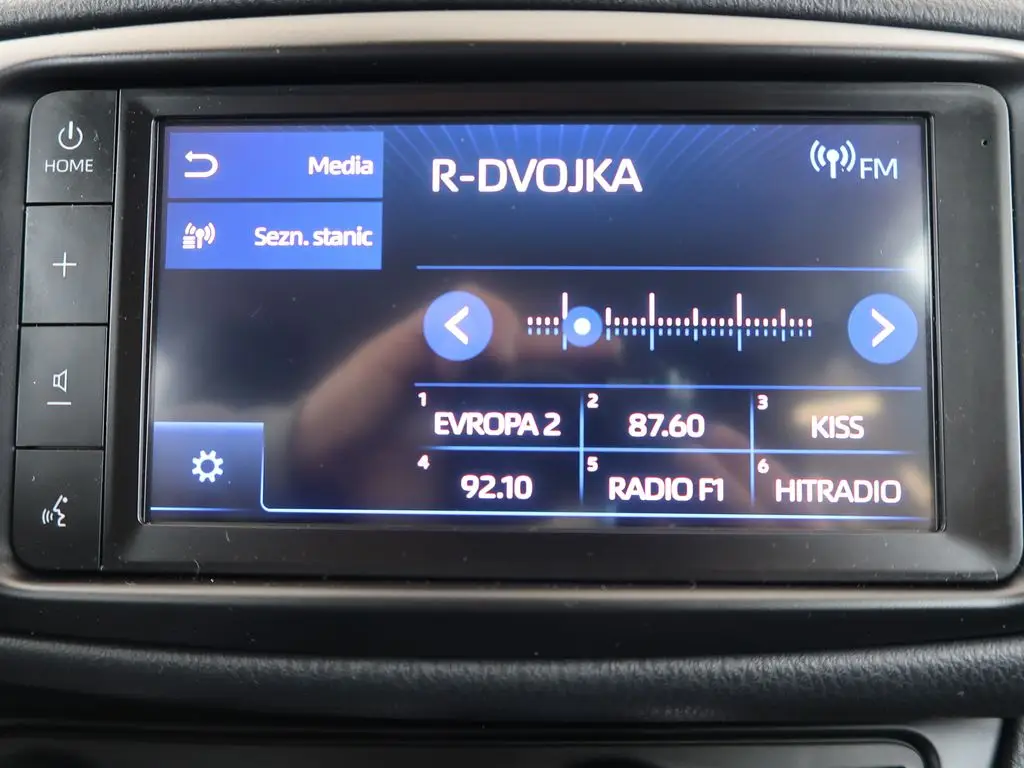 HOME
Media
Sezn. stanic
R-DVOJKA
FM
1 EVROPA 2
2 87.60
3 KISS
4 92.10
5 RADIO F1
6 HITRADIO